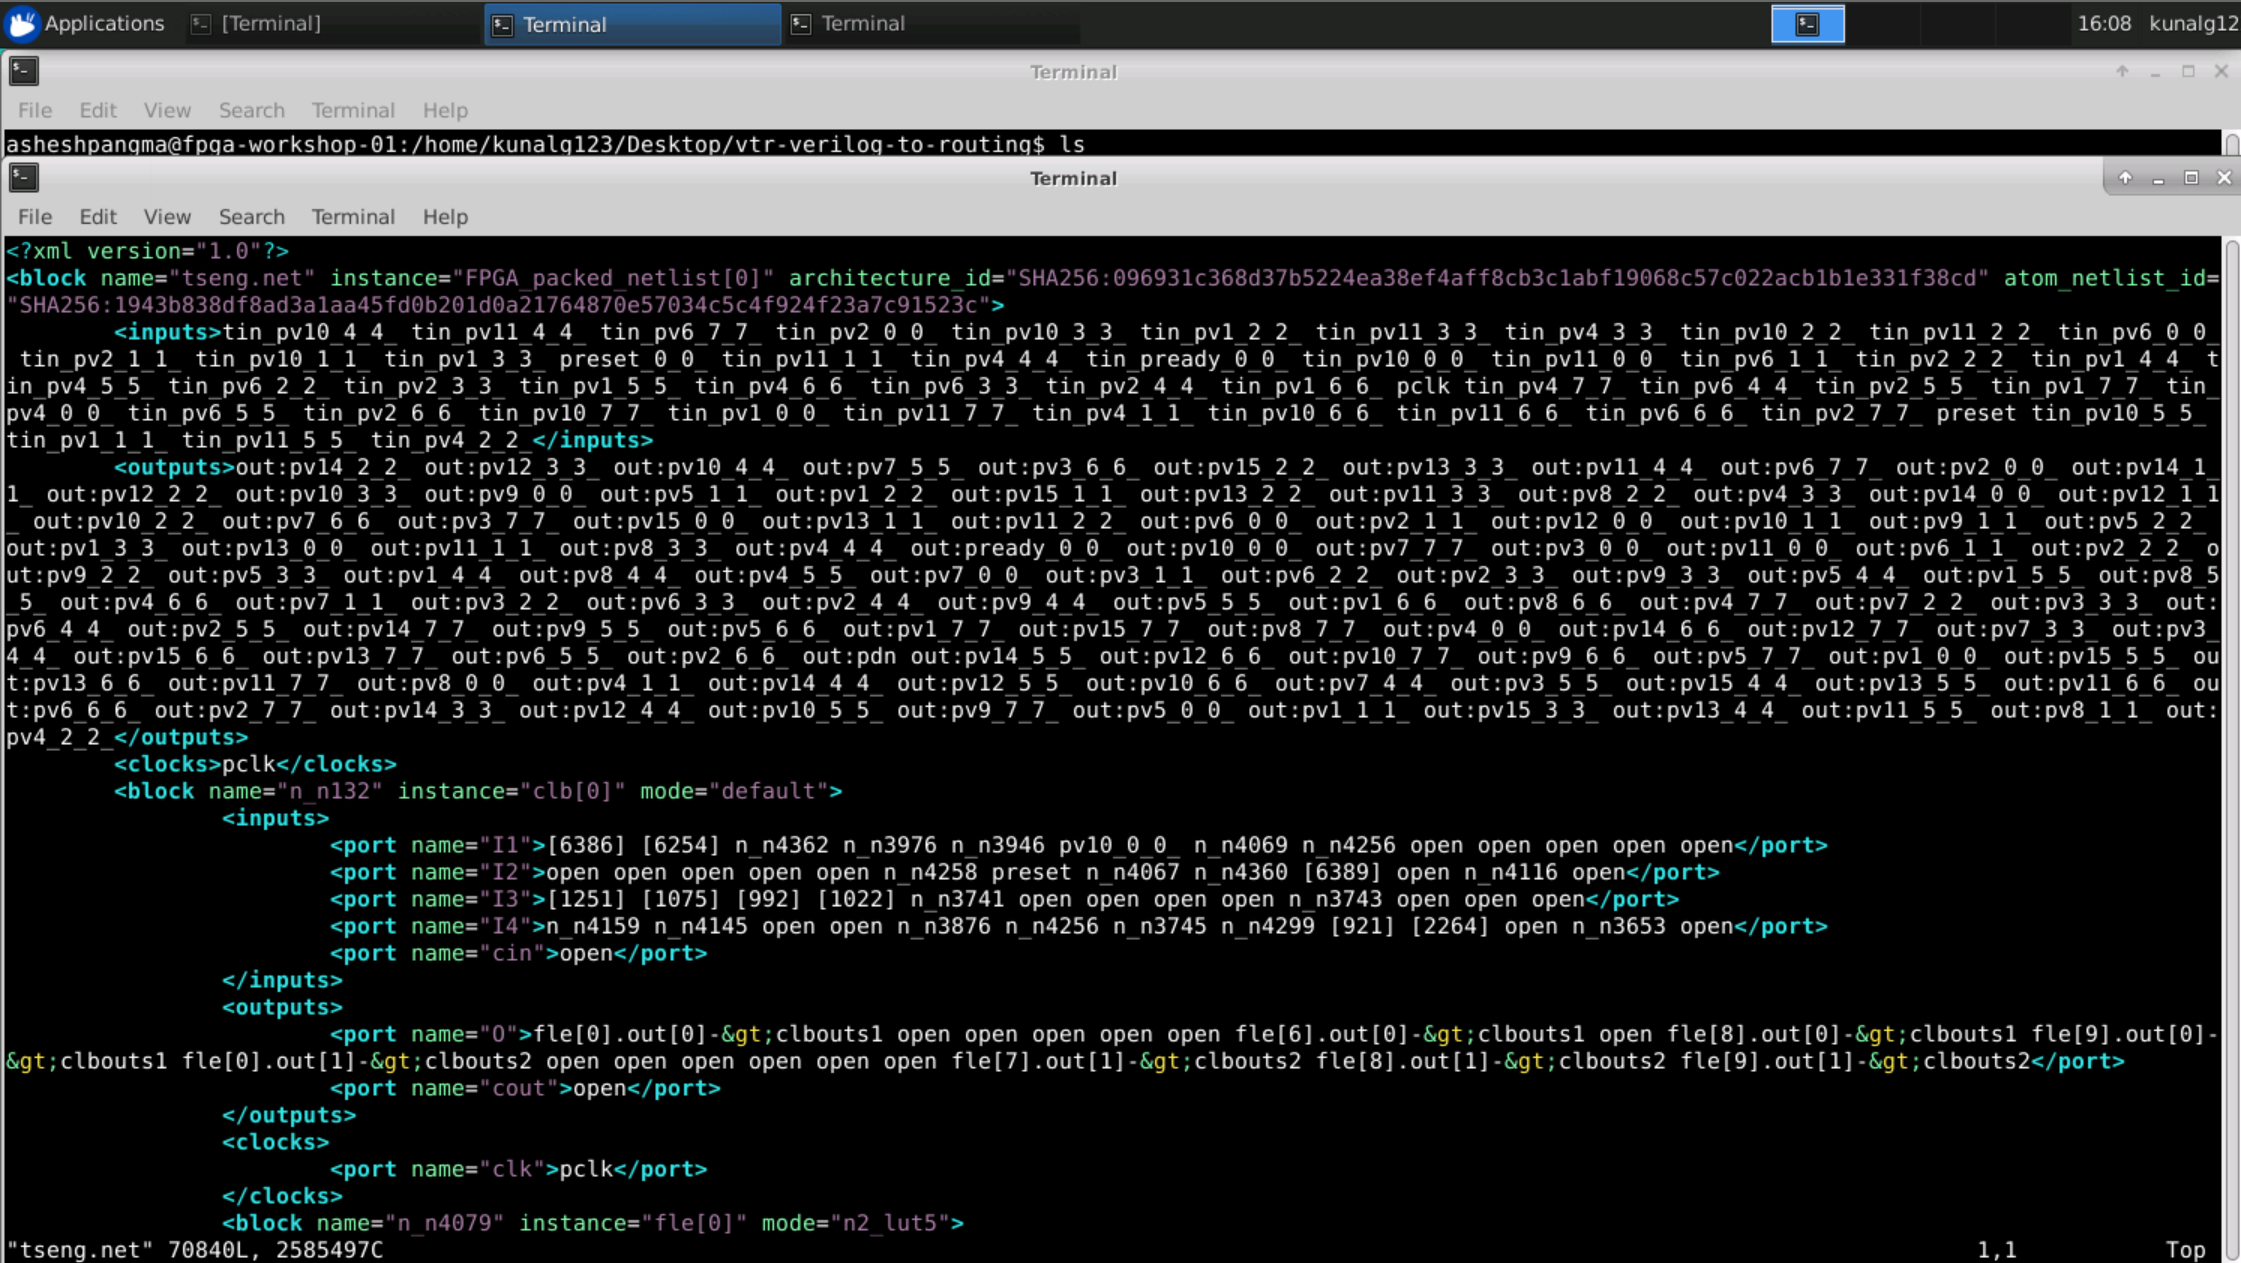 Applications [Terminal] Terminal Terminal 16:08 kunalg12
Terminal
File Edit View Search Terminal Help
asheshpangma@fpga-workshop-01:/home/kunalg123/Desktop/vtr-verilog-to-routing$ ls
Terminal
File Edit View Search Terminal Help
<?xml version="1.0"?>
<block name="tseng.net" instance="FPGA_packed_netlist[0]" architecture_id="SHA256:096931c368d37b5224ea38ef4aff8cb3c1abf19068c57c022acb1b1e331f38cd" atom_netlist_id=
"SHA256:1943b838df8ad3a1aa45fd0b201d0a21764870e57034c5c4f924f23a7c91523c">
<inputs>tin_pv10_4_4_ tin_pv11_4_4_ tin_pv6_7_7_ tin_pv2_0_0_ tin_pv10_3_3_ tin_pv1_2_2_ tin_pv11_3_3_ tin_pv4_3_3_ tin_pv10_2_2_ tin_pv11_2_2_ tin_pv6_0_0_
tin_pv2_1_1_ tin_pv10_1_1_ tin_pv1_3_3_ preset_0_0_ tin_pv11_1_1_ tin_pv4_4_4_ tin_pready_0_0_ tin_pv10_0_0_ tin_pv11_0_0_ tin_pv6_1_1_ tin_pv2_2_2_ tin_pv1_4_4_ t
in_pv4_5_5_ tin_pv6_2_2_ tin_pv2_3_3_ tin_pv1_5_5_ tin_pv4_6_6_ tin_pv6_3_3_ tin_pv2_4_4_ tin_pv1_6_6_ pclk tin_pv4_7_7_ tin_pv6_4_4_ tin_pv2_5_5_ tin_pv1_7_7_ tin_
pv4_0_0_ tin_pv6_5_5_ tin_pv2_6_6_ tin_pv10_7_7_ tin_pv1_0_0_ tin_pv11_7_7_ tin_pv4_1_1_ tin_pv10_6_6_ tin_pv11_6_6_ tin_pv6_6_6_ tin_pv2_7_7_ preset tin_pv10_5_5_
tin_pv1_1_1_ tin_pv11_5_5_ tin_pv4_2_2_</inputs>
<outputs>out:pv14_2_2_ out:pv12_3_3_ out:pv10_4_4_ out:pv7_5_5_ out:pv3_6_6_ out:pv15_2_2_ out:pv13_3_3_ out:pv11_4_4_ out:pv6_7_7_ out:pv2_0_0_ out:pv14_1_
1_ out:pv12_2_2_ out:pv10_3_3_ out:pv9_0_0_ out:pv5_1_1_ out:pv1_2_2_ out:pv15_1_1_ out:pv13_2_2_ out:pv11_3_3_ out:pv8_2_2_ out:pv4_3_3_ out:pv14_0_0_ out:pv12_1_1
_ out:pv10_2_2_ out:pv7_6_6_ out:pv3_7_7_ out:pv15_0_0_ out:pv13_1_1_ out:pv11_2_2_ out:pv6_0_0_ out:pv2_1_1_ out:pv12_0_0_ out:pv10_1_1_ out:pv9_1_1_ out:pv5_2_2_
out:pv1_3_3_ out:pv13_0_0_ out:pv11_1_1_ out:pv8_3_3_ out:pv4_4_4_ out:pready_0_0_ out:pv10_0_0_ out:pv7_7_7_ out:pv3_0_0_ out:pv11_0_0_ out:pv6_1_1_ out:pv2_2_2_ o
ut:pv9_2_2_ out:pv5_3_3_ out:pv1_4_4_ out:pv8_4_4_ out:pv4_5_5_ out:pv7_0_0_ out:pv3_1_1_ out:pv6_2_2_ out:pv2_3_3_ out:pv9_3_3_ out:pv5_4_4_ out:pv1_5_5_ out:pv8_5
_5_ out:pv4_6_6_ out:pv7_1_1_ out:pv3_2_2_ out:pv6_3_3_ out:pv2_4_4_ out:pv9_4_4_ out:pv5_5_5_ out:pv1_6_6_ out:pv8_6_6_ out:pv4_7_7_ out:pv7_2_2_ out:pv3_3_3_ out:
pv6_4_4_ out:pv2_5_5_ out:pv14_7_7_ out:pv9_5_5_ out:pv5_6_6_ out:pv1_7_7_ out:pv15_7_7_ out:pv8_7_7_ out:pv4_0_0_ out:pv14_6_6_ out:pv12_7_7_ out:pv7_3_3_ out:pv3_
4_4_ out:pv15_6_6_ out:pv13_7_7_ out:pv6_5_5_ out:pv2_6_6_ out:pdn out:pv14_5_5_ out:pv12_6_6_ out:pv10_7_7_ out:pv9_6_6_ out:pv5_7_7_ out:pv1_0_0_ out:pv15_5_5_ ou
t:pv13_6_6_ out:pv11_7_7_ out:pv8_0_0_ out:pv4_1_1_ out:pv14_4_4_ out:pv12_5_5_ out:pv10_6_6_ out:pv7_4_4_ out:pv3_5_5_ out:pv15_4_4_ out:pv13_5_5_ out:pv11_6_6_ ou
t:pv6_6_6_ out:pv2_7_7_ out:pv14_3_3_ out:pv12_4_4_ out:pv10_5_5_ out:pv9_7_7_ out:pv5_0_0_ out:pv1_1_1_ out:pv15_3_3_ out:pv13_4_4_ out:pv11_5_5_ out:pv8_1_1_ out:
pv4_2_2_</outputs>
<clocks>pclk</clocks>
<block name="n_n132" instance="clb[0]" mode="default">
<inputs>
<port name="I1">[6386] [6254] n_n4362 n_n3976 n_n3946 pv10_0_0_ n_n4069 n_n4256 open open open open open</port>
<port name="I2">open open open open open n_n4258 preset n_n4067 n_n4360 [6389] open n_n4116 open</port>
<port name="I3">[1251] [1075] [992] [1022] n_n3741 open open open open n_n3743 open open open</port>
<port name="I4">n_n4159 n_n4145 open open n_n3876 n_n4256 n_n3745 n_n4299 [921] [2264] open n_n3653 open</port>
<port name="cin">open</port>
</inputs>
<outputs>
<port name="O">fle[0].out[0]-&gt;clbouts1 open open open open open fle[6].out[0]-&gt;clbouts1 open fle[8].out[0]-&gt;clbouts1 fle[9].out[0]-
&gt;clbouts1 fle[0].out[1]-&gt;clbouts2 open open open open open open fle[7].out[1]-&gt;clbouts2 fle[8].out[1]-&gt;clbouts2 fle[9].out[1]-&gt;clbouts2</port>
<port name="cout">open</port>
</outputs>
<clocks>
<port name="clk">pclk</port>
</clocks>
<block name="n_n4079" instance="fle[0]" mode="n2_lut5">
"tseng.net" 70840L, 2585497C 1,1 Top